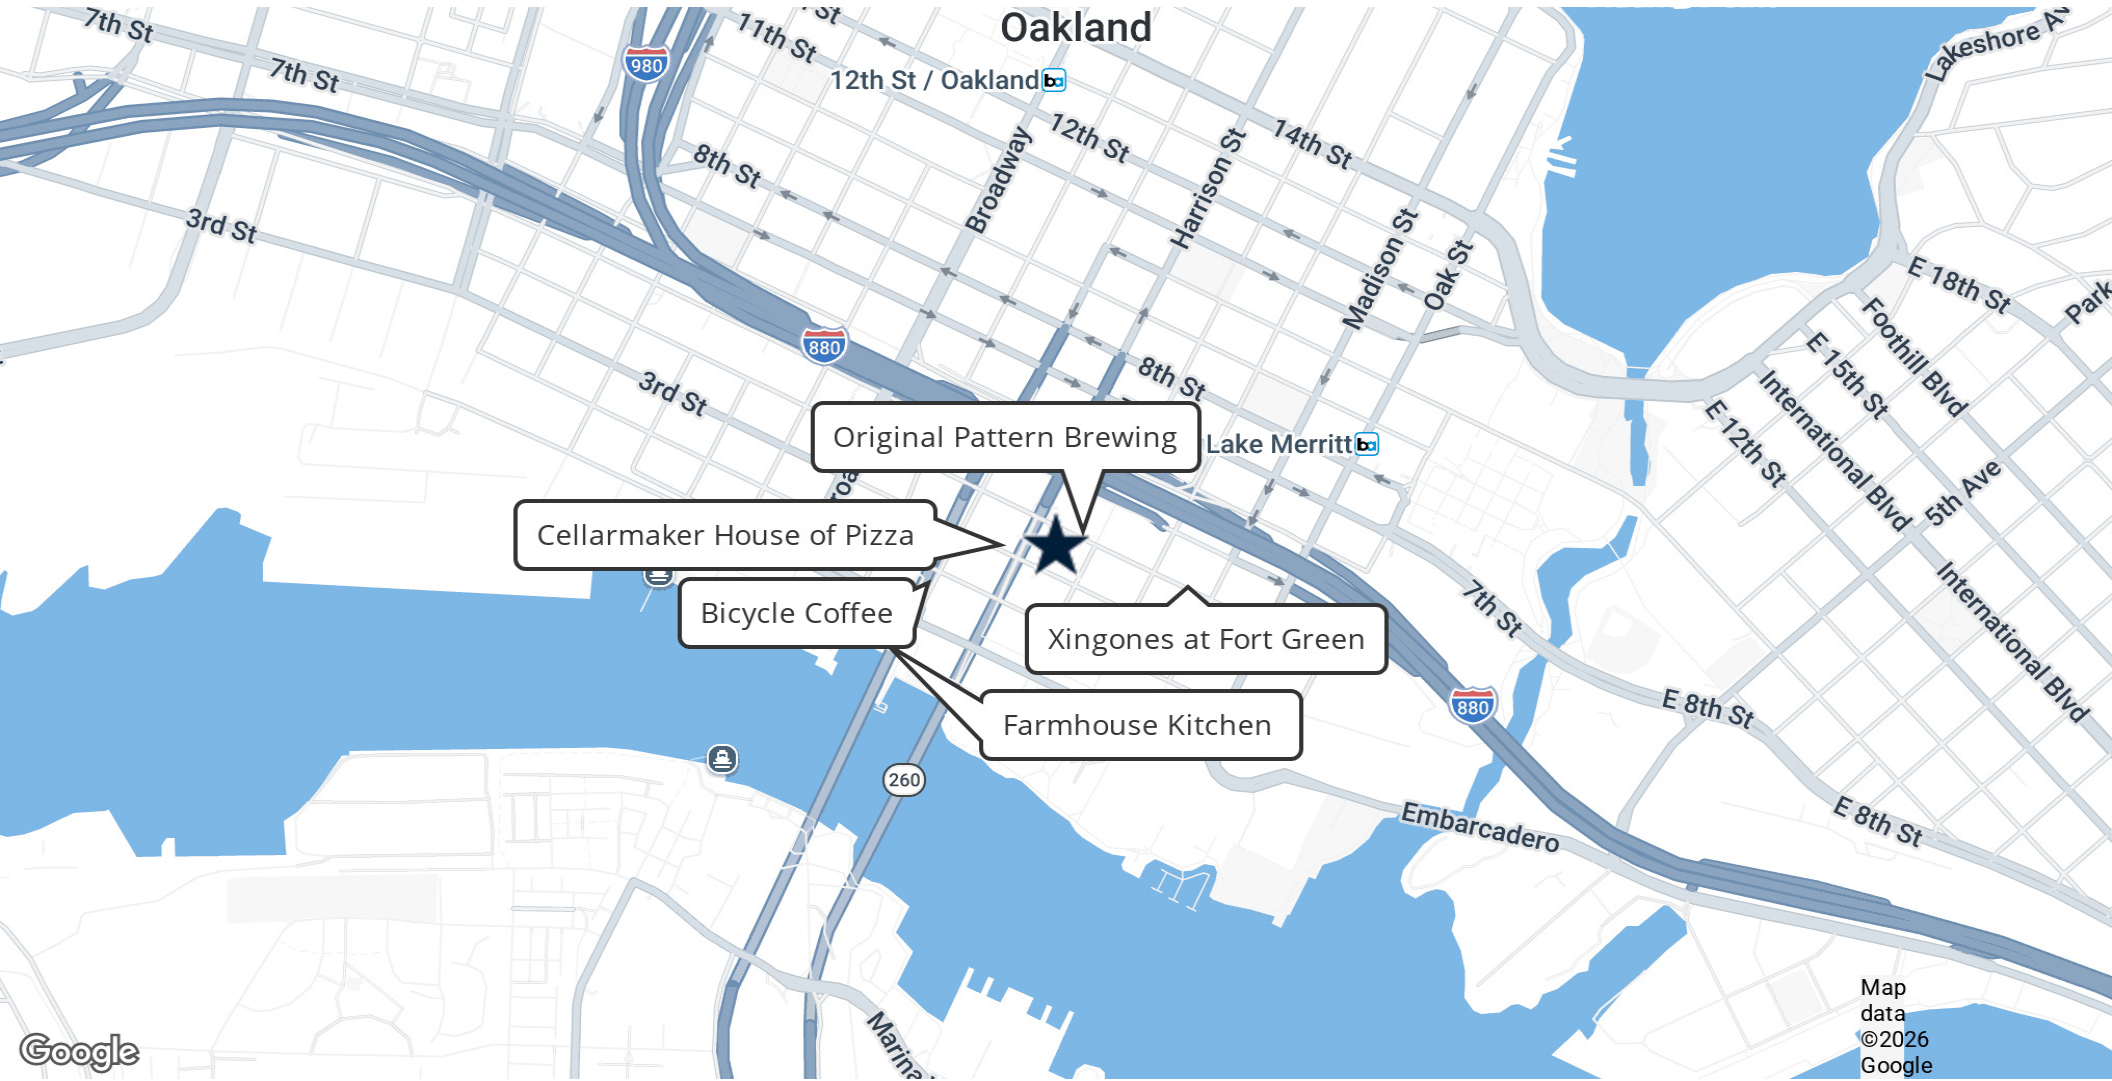 7th St
7th St
980
11th St
St
Oakland
12th St / Oakland
ba
12th St
14th St
Lakeshore Av
8th St
Broadway
Harrison St
3rd St
Madison St
Oak St
E 18th St
Park
880
3rd St
8th St
Foothill Blvd
E 15th St
International Blvd
E 12th St
5th Ave
Original Pattern Brewing
Lake Merritt
ba
Cellarmaker House of Pizza
Bicycle Coffee
Xingones at Fort Green
7th St
International Blvd
Farmhouse Kitchen
880
E 8th St
260
Embarcadero
E 8th St
Marina
Google
Map
data
©2026
Google